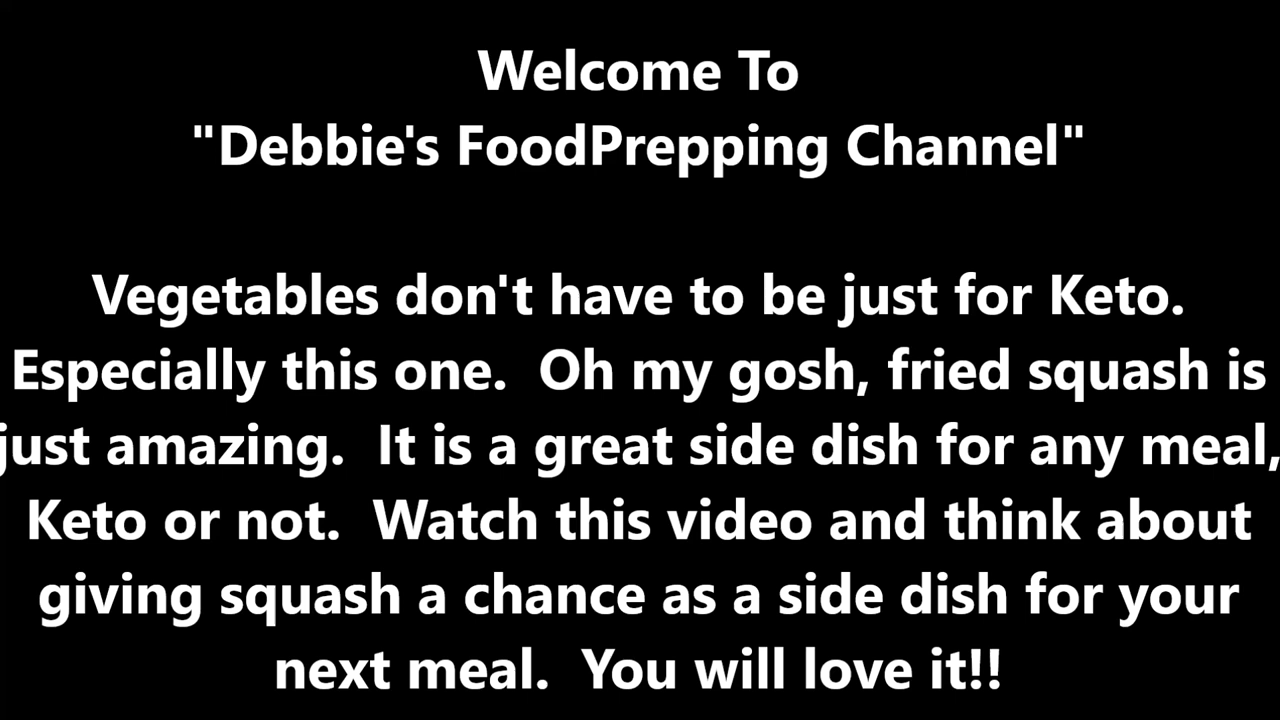 Welcome To
"Debbie's FoodPrepping Channel"
Vegetables don't have to be just for Keto.
Especially this one.  Oh my gosh, fried squash is
just amazing.  It is a great side dish for any meal,
Keto or not.  Watch this video and think about
giving squash a chance as a side dish for your
next meal.  You will love it!!